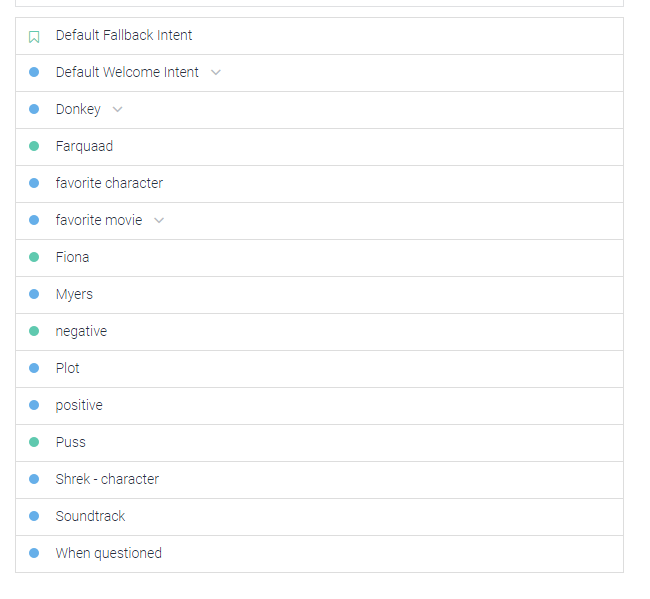 Default Fallback Intent
Default Welcome Intent
Donkey
Farquaad
favorite character
favorite movie
Fiona
Myers
negative
Plot
positive
Puss
Shrek - character
Soundtrack
When questioned